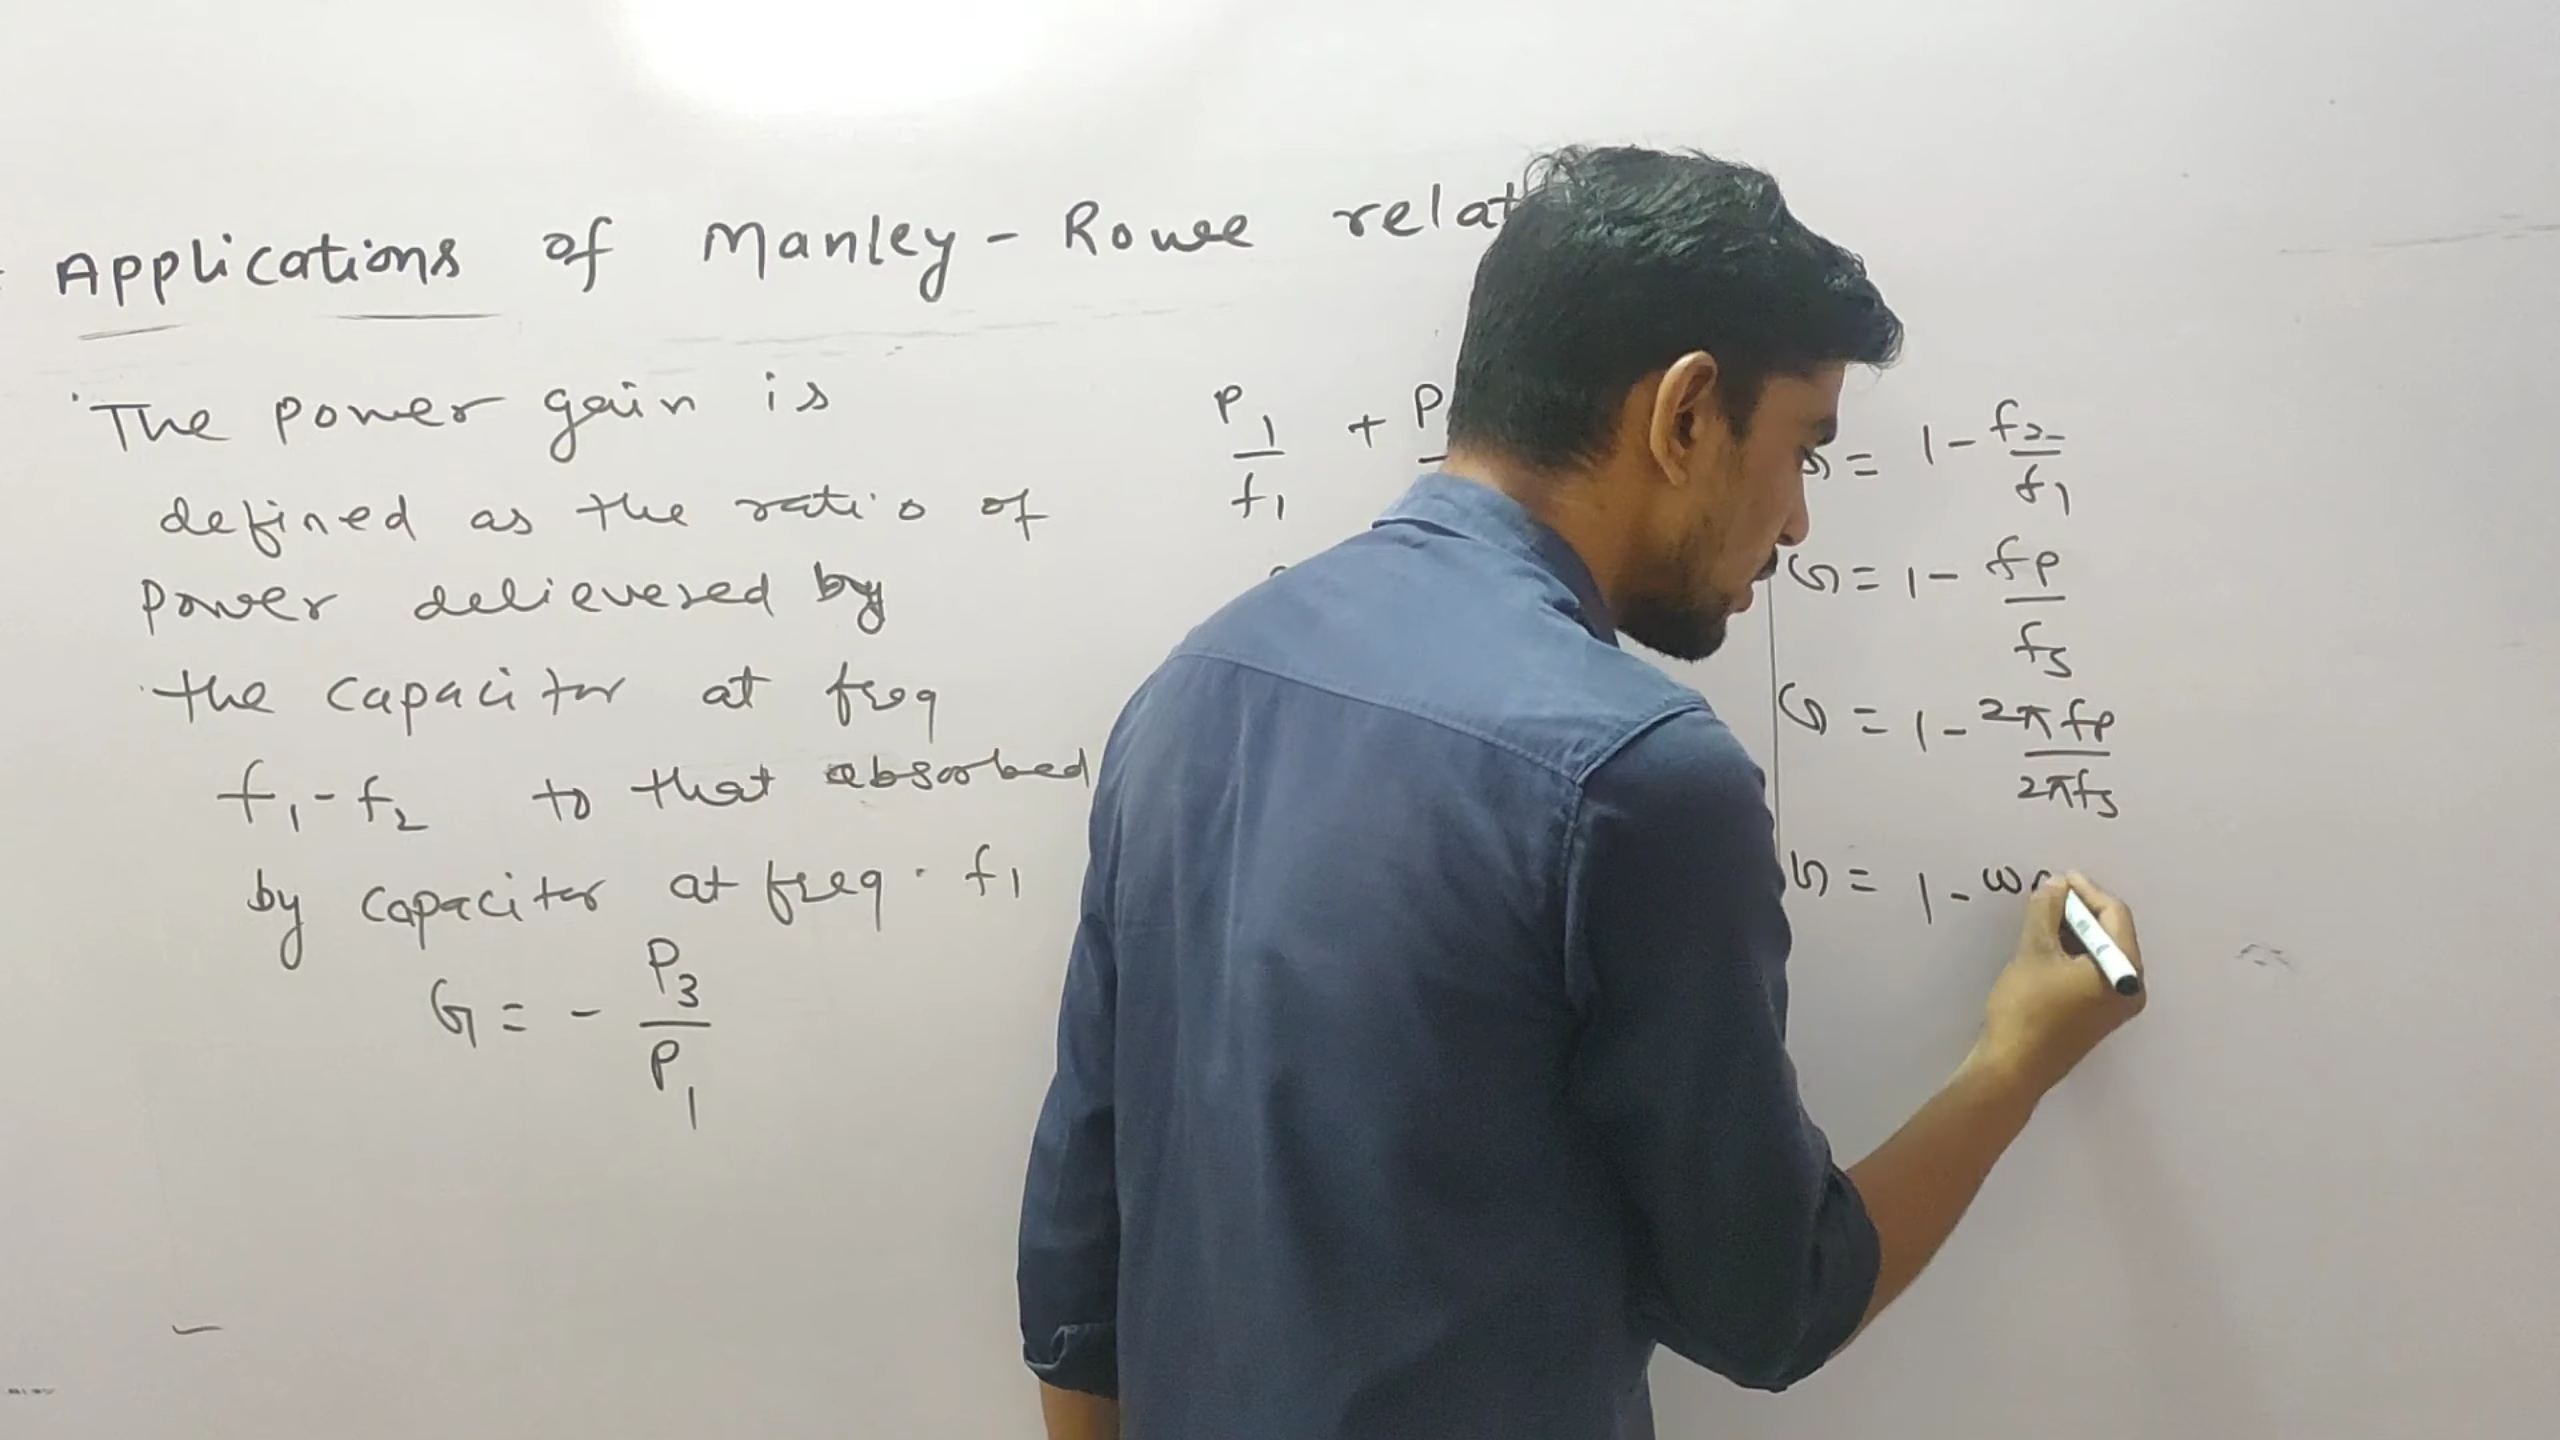 Applications of Manley - Rowe relat
The power gain is
defined as the ratio of
power delievered by
the capacitor at freq
f₁ - f₂ to that absorbed
by capacitor at freq. f₁
G = - P₃/P₁
P₁/f₁ + P
G = 1 - f₂/f₁
G = 1 - fp/fs
G = 1 - 2πfp/2πfs
G = 1 - ω